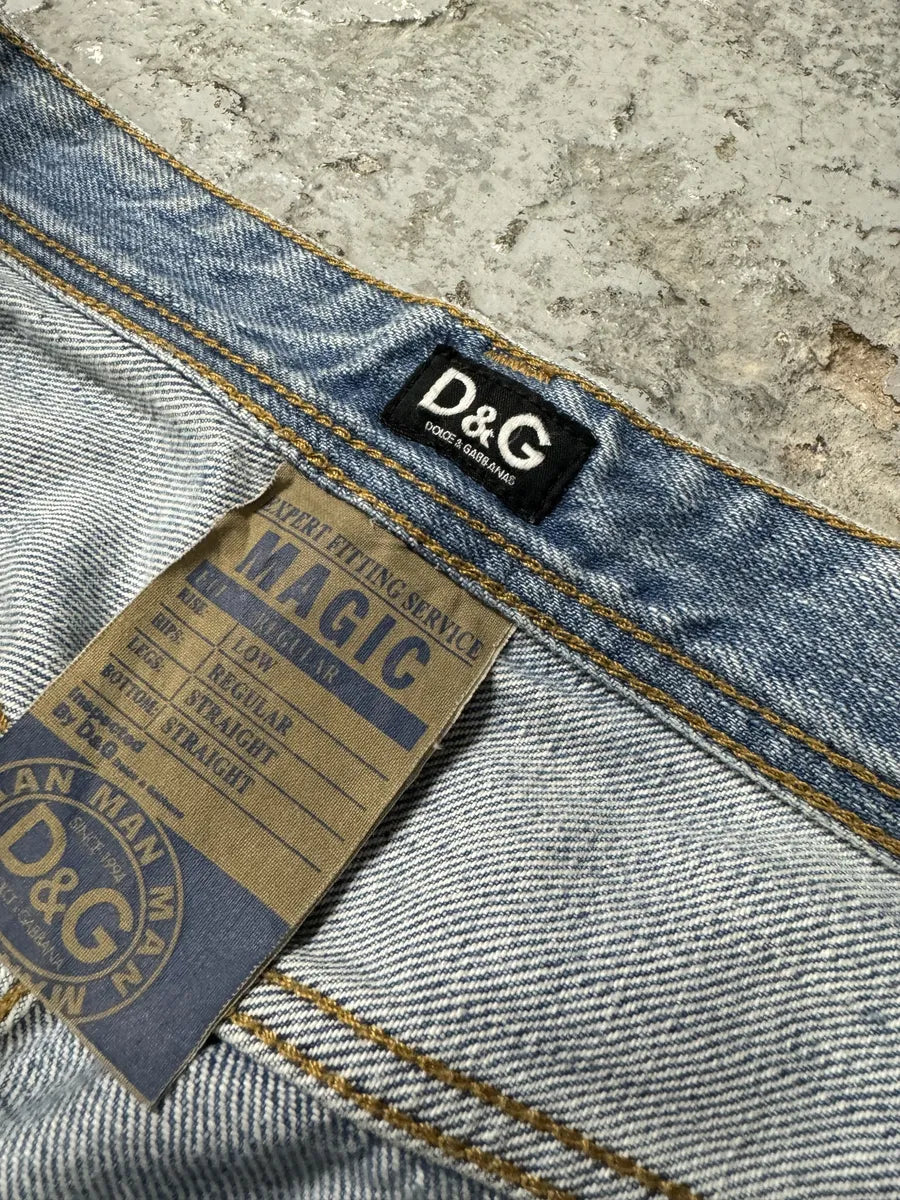 D&G
DOLCE & GABBANAS
EXPERT FITTING SERVICE
MAGIC
FIT: REGULAR
RISE: LOW
HIPS: REGULAR
LEGS: STRAIGHT
BOTTOM: STRAIGHT
Inspected
By D&G
MAN MAN MAN
SINCE 1994
D&G
DOLCE & GABBANA